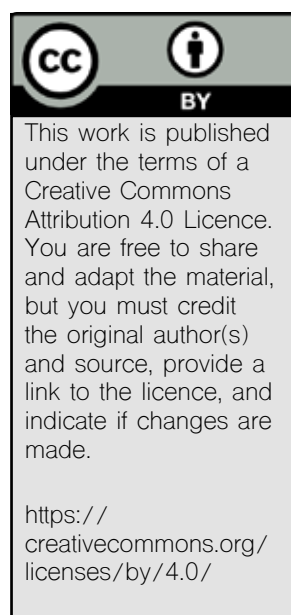 cc
BY
This work is published
under the terms of a
Creative Commons
Attribution 4.0 Licence.
You are free to share
and adapt the material,
but you must credit
the original author(s)
and source, provide a
link to the licence, and
indicate if changes are
made.
https://
creativecommons.org/
licenses/by/4.0/